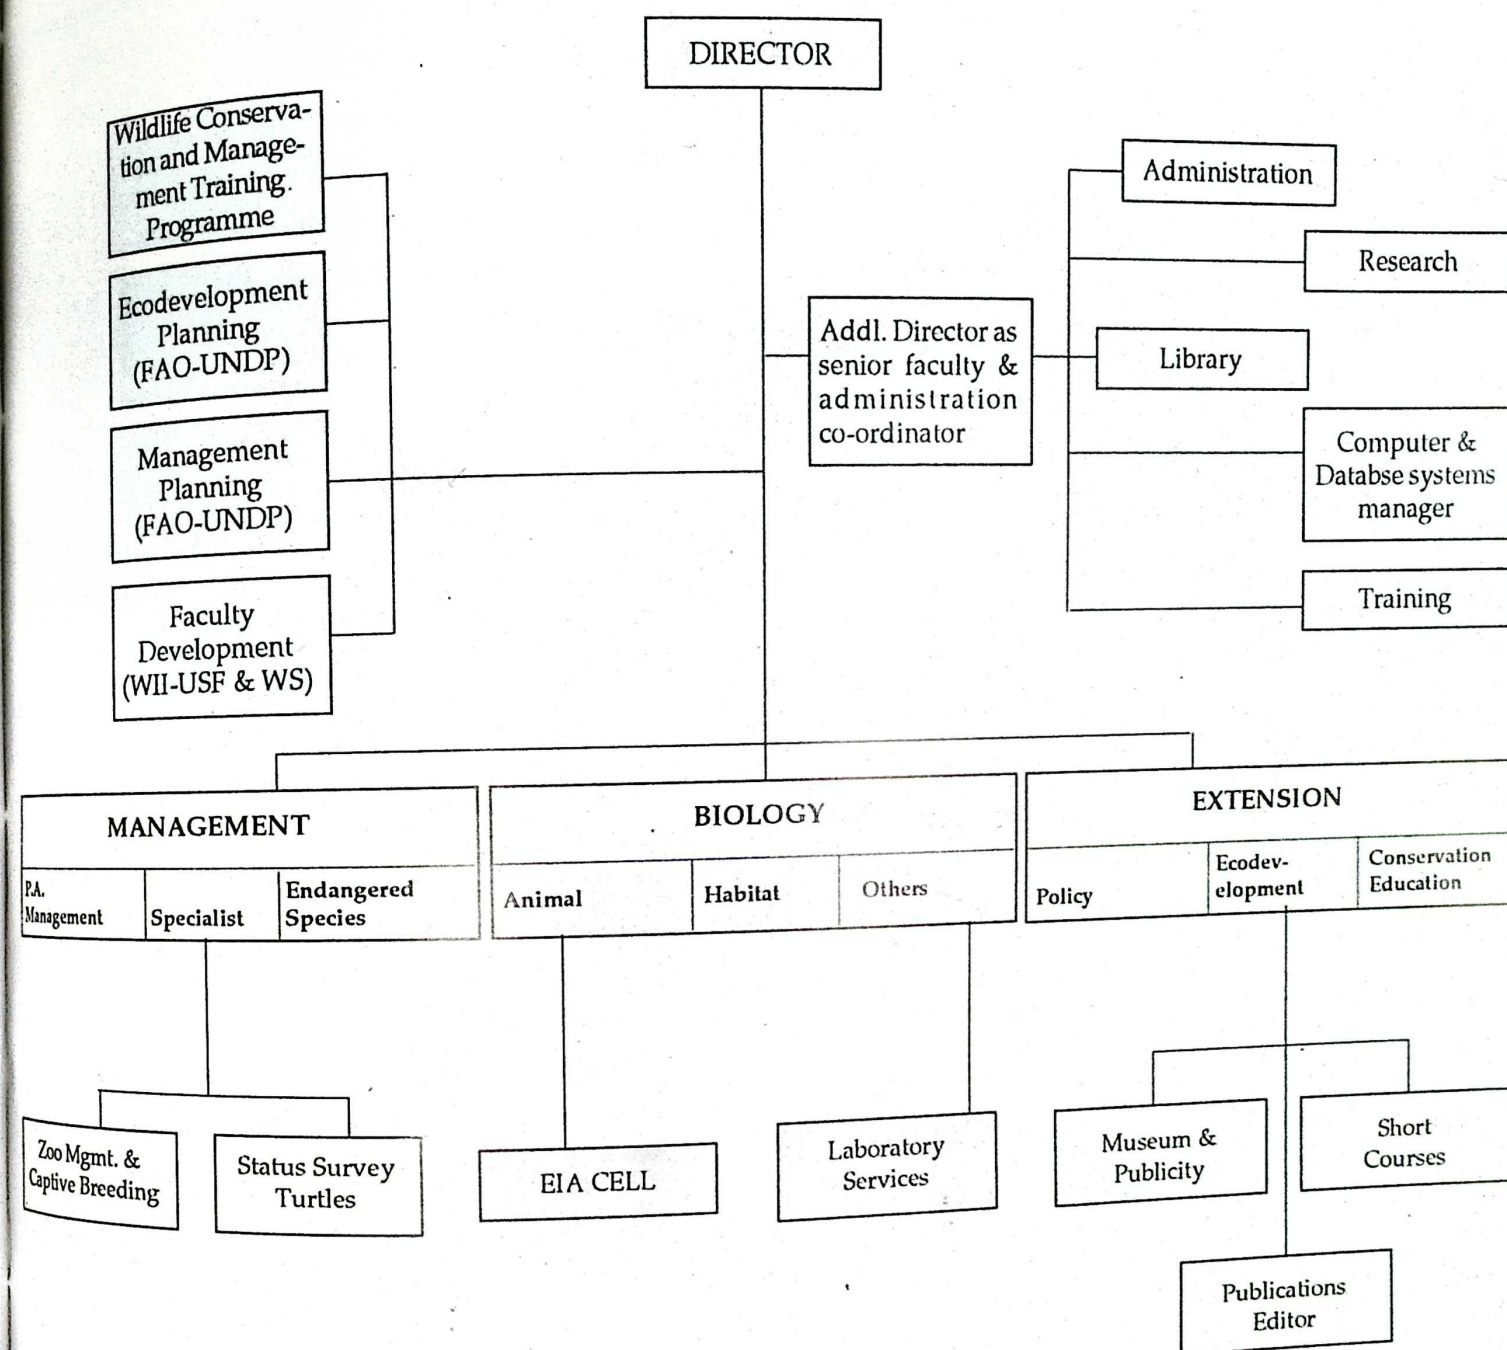 DIRECTOR
Wildlife Conserva-
tion and Manage-
ment Training.
Programme
Ecodevelopment
Planning
(FAO-UNDP)
Management
Planning
(FAO-UNDP)
Faculty
Development
(WII-USF & WS)
Addl. Director as
senior faculty &
administration
co-ordinator
Administration
Research
Library
Computer &
Databse systems
manager
Training
MANAGEMENT
P.A.
Management
Specialist
Endangered
Species
BIOLOGY
Animal
Habitat
Others
EXTENSION
Policy
Ecodev-
elopment
Conservation
Education
Zoo Mgmt. &
Captive Breeding
Status Survey
Turtles
EIA CELL
Laboratory
Services
Museum &
Publicity
Short
Courses
Publications
Editor